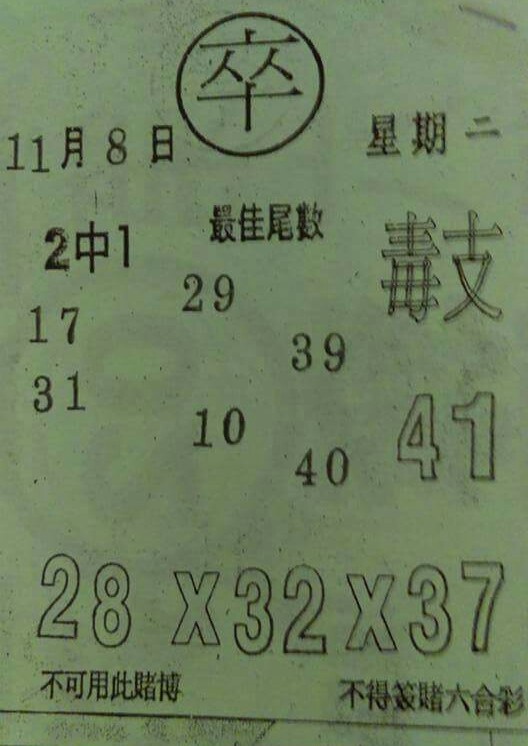 卒
11月8日
星期二
2中1
最佳尾數
毒支
17
29
31
39
10
40
41
28 X 32 X 37
不可用此賭博
不得簽賭六合彩